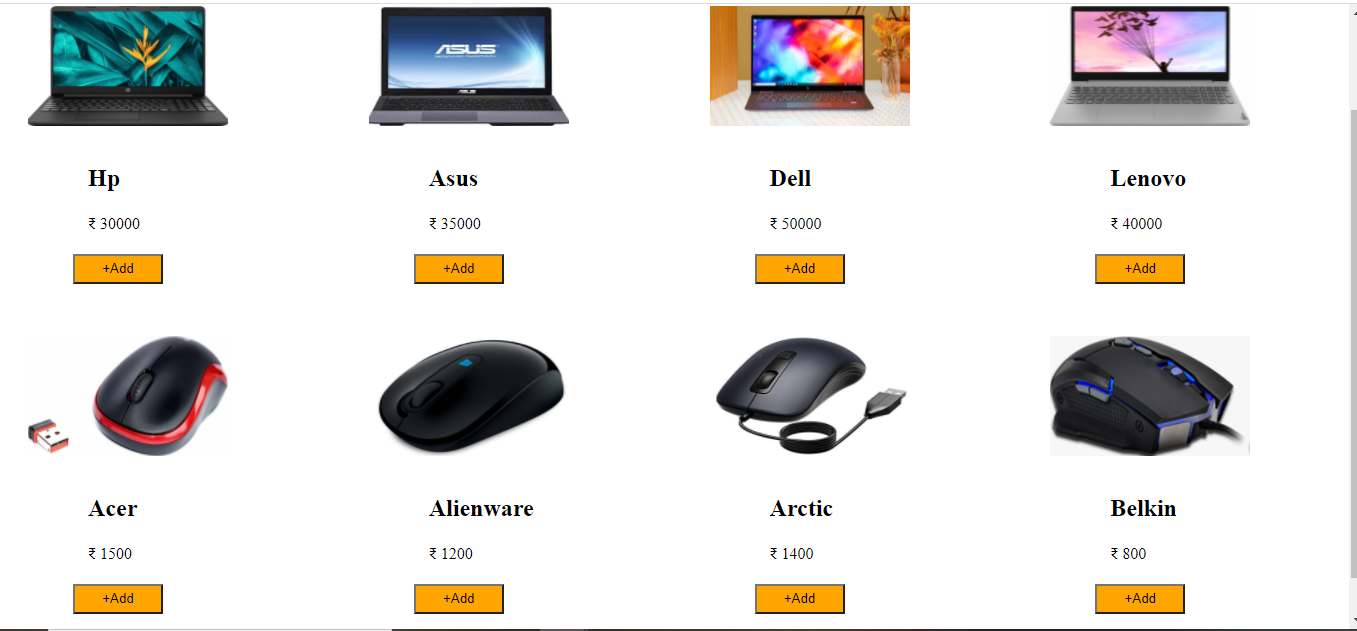 ASUS
ASUS
Hp
Asus
Dell
Lenovo
₹ 30000
₹ 35000
₹ 50000
₹ 40000
+Add
+Add
+Add
+Add
Acer
Alienware
Arctic
Belkin
₹ 1500
₹ 1200
₹ 1400
₹ 800
+Add
+Add
+Add
+Add